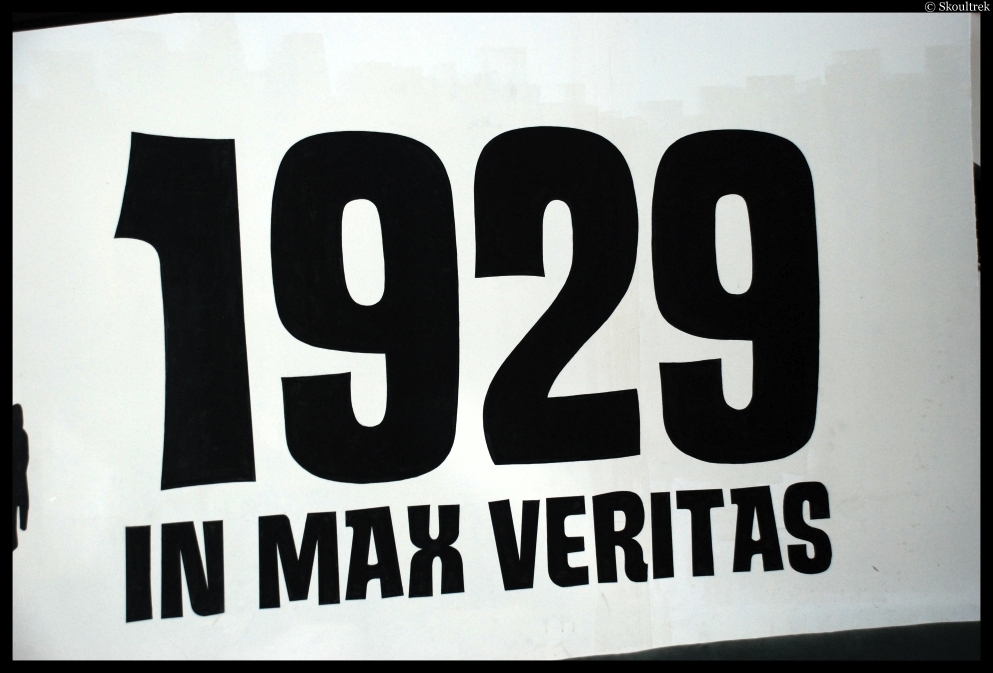 © Skoultrek
1929
IN MAX VERITAS